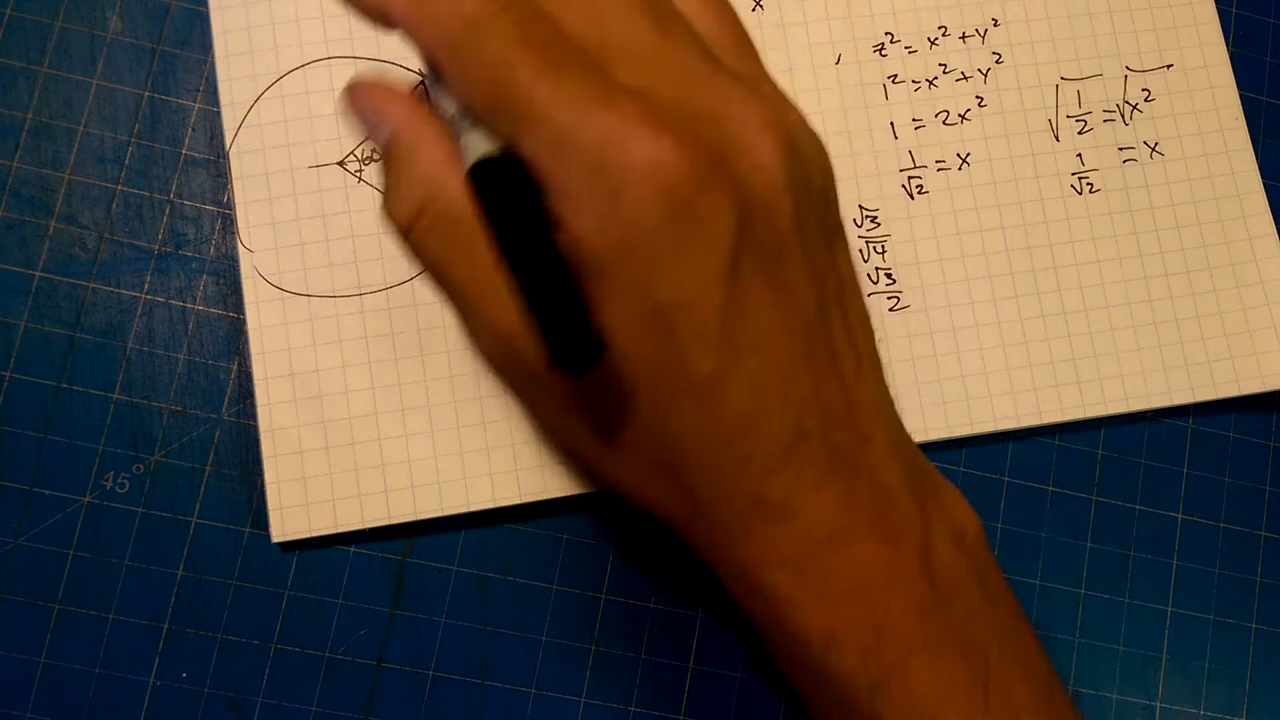 x
z² = x² + y²
1² = x² + y²
1 = 2x²
1/√2 = x
√1/2 = √x²
1/√2 = x
√3/√4
√3/2
60
45°